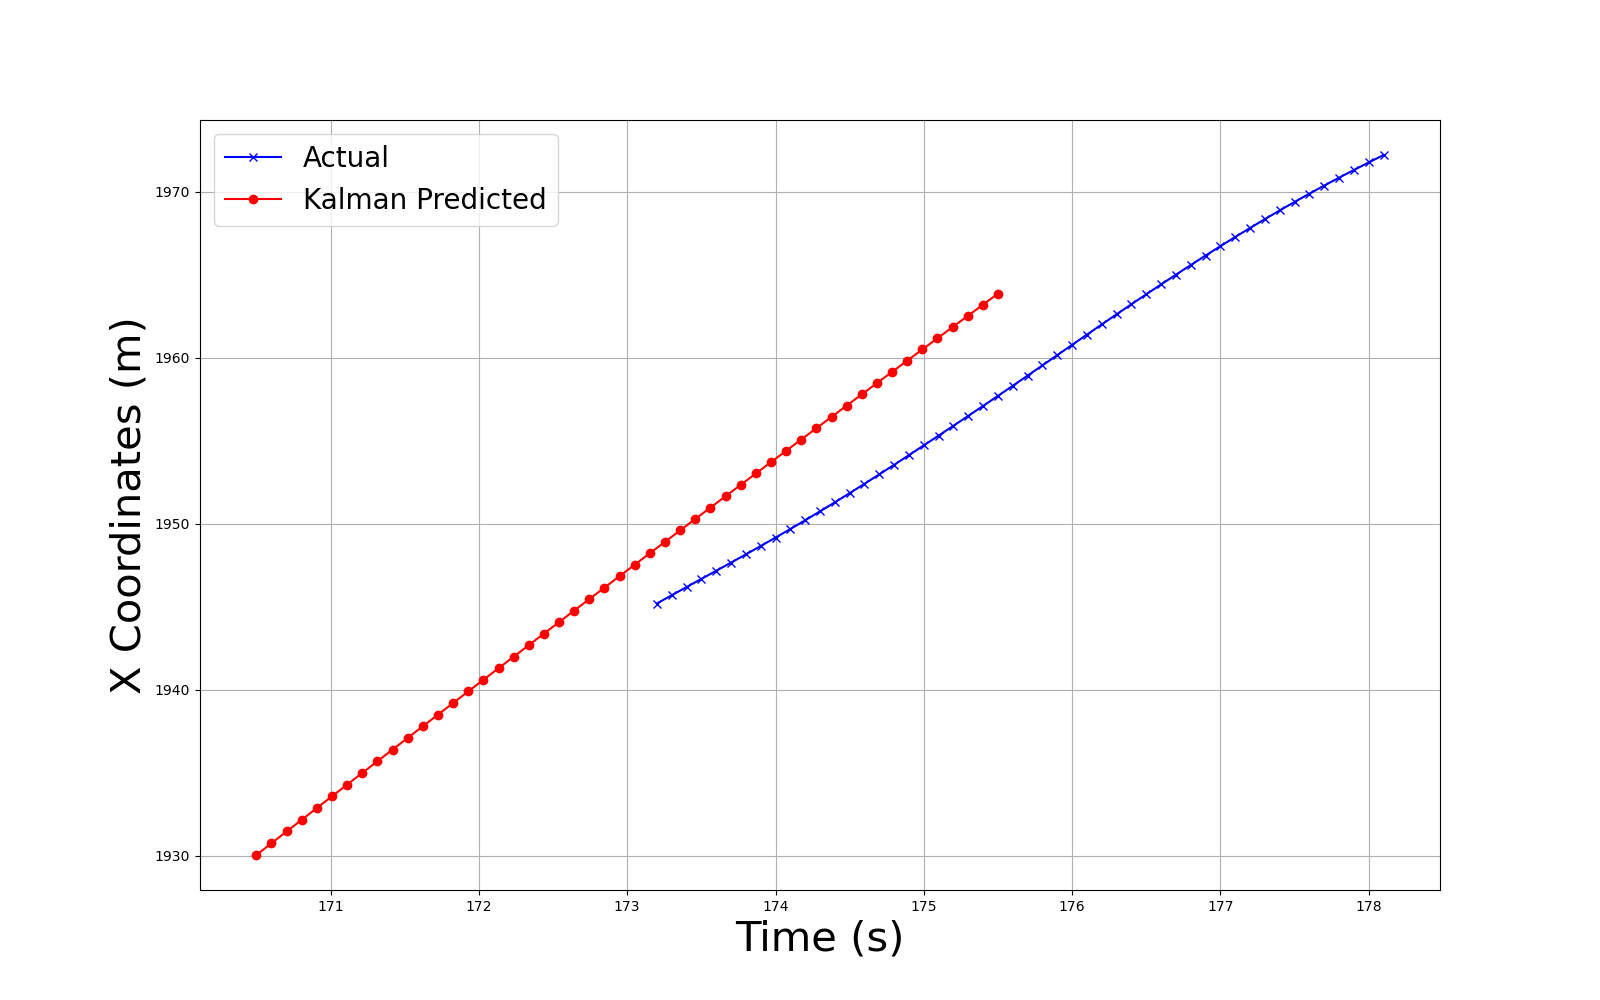 Actual
Kalman Predicted
X Coordinates (m)
1970
1960
1950
1940
1930
171 172 173 174 175 176 177 178
Time (s)